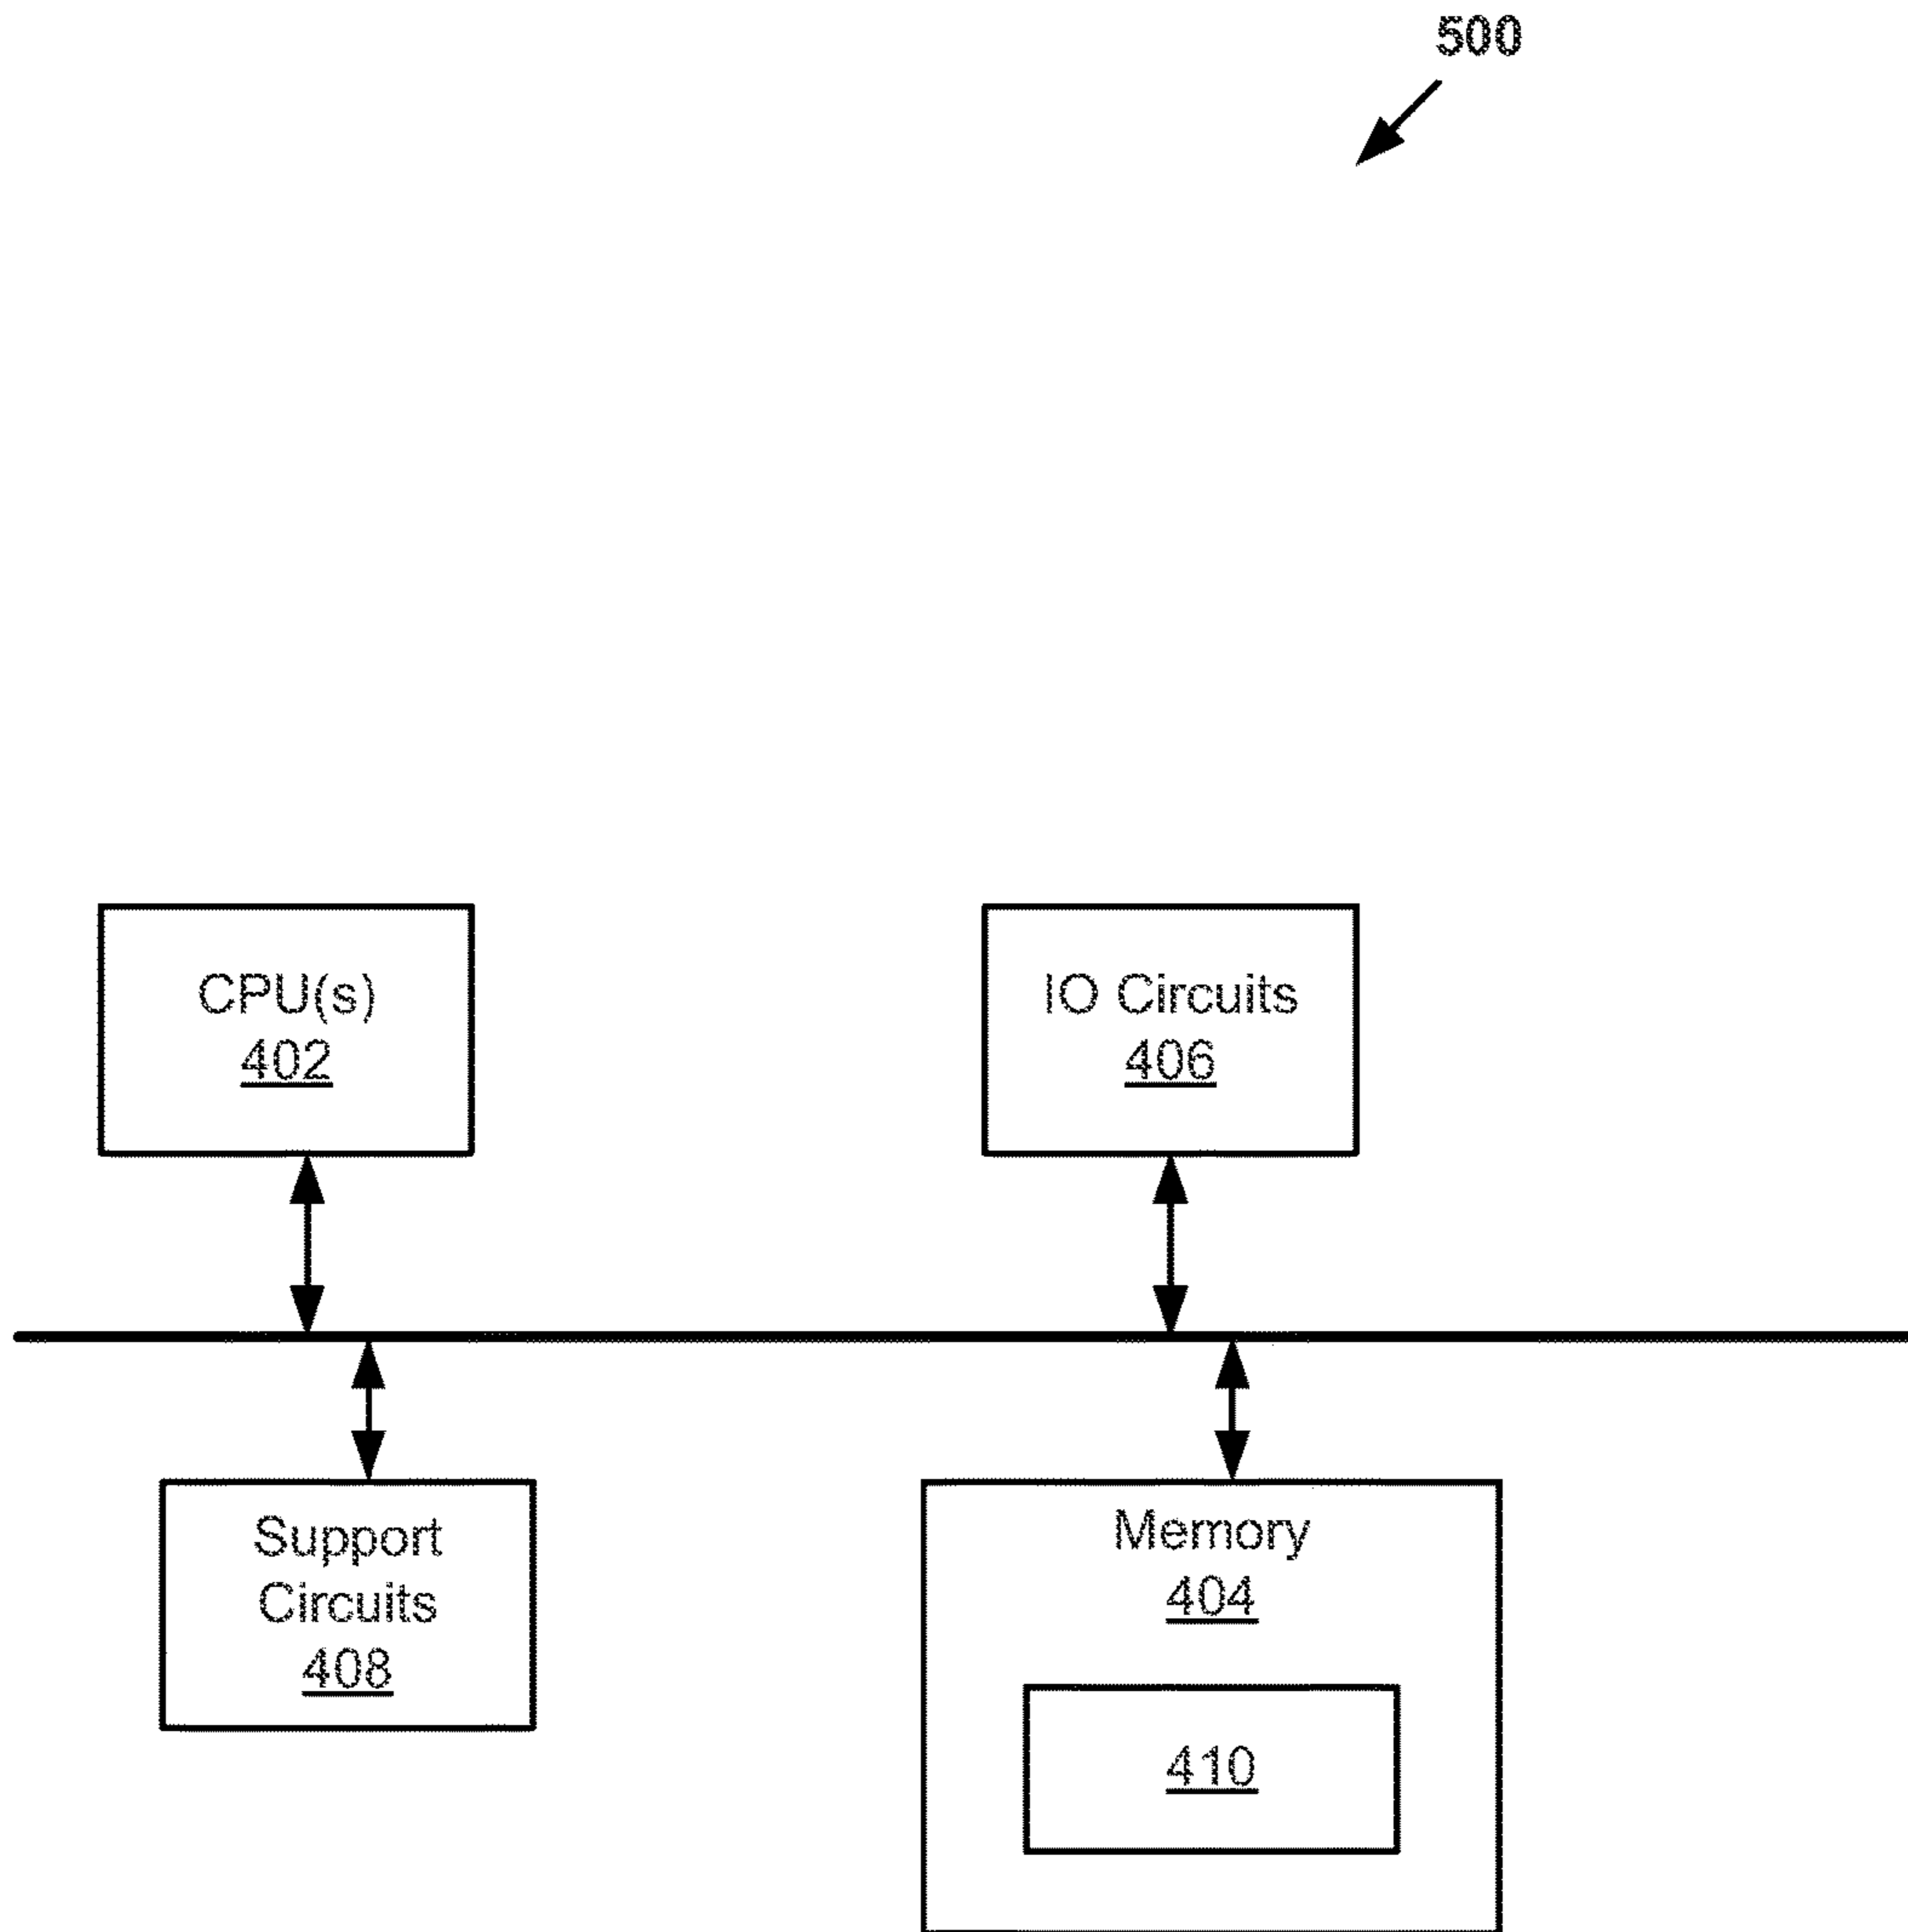 500
CPU(s)
402
IO Circuits
406
Support
Circuits
408
Memory
404
410